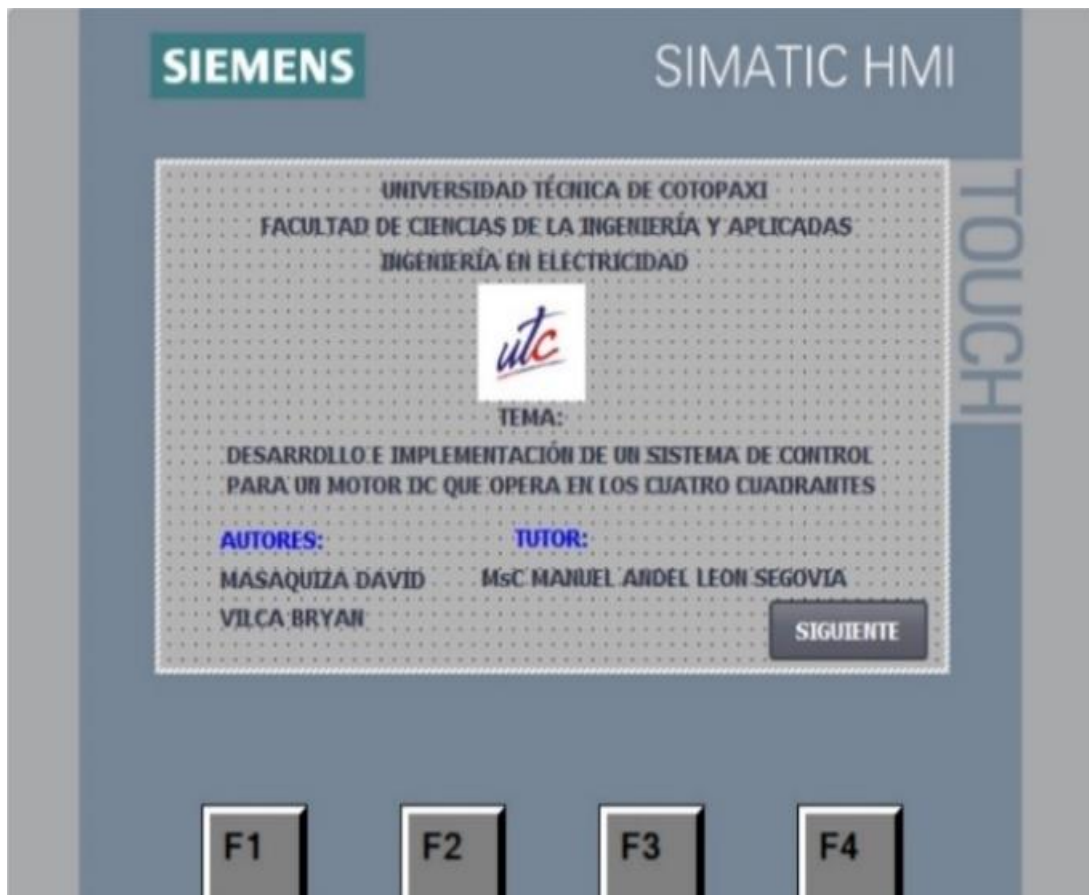 SIEMENS
SIMATIC HMI
TOUCH
UNIVERSIDAD TÉCNICA DE COTOPAXI
FACULTAD DE CIENCIAS DE LA INGENIERÍA Y APLICADAS
INGENIERÍA EN ELECTRICIDAD
utc
TEMA:
DESARROLLO E IMPLEMENTACIÓN DE UN SISTEMA DE CONTROL
PARA UN MOTOR DC QUE OPERA EN LOS CUATRO CUADRANTES
AUTORES:
TUTOR:
MASAQUIZA DAVID
MsC MANUEL ANDEL LEON SEGOVIA
VILCA BRYAN
SIGUIENTE
F1
F2
F3
F4